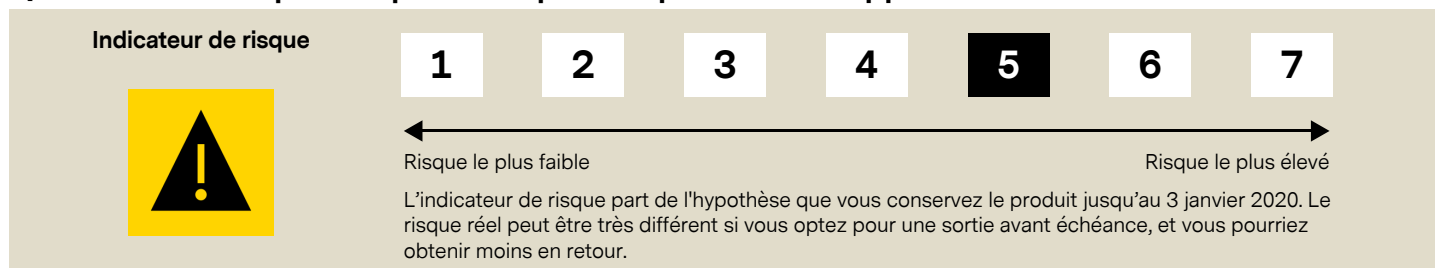 Indicateur de risque
1 2 3 4 5 6 7
Risque le plus faible Risque le plus élevé
L'indicateur de risque part de l'hypothèse que vous conservez le produit jusqu'au 3 janvier 2020. Le
risque réel peut être très différent si vous optez pour une sortie avant échéance, et vous pourriez
obtenir moins en retour.